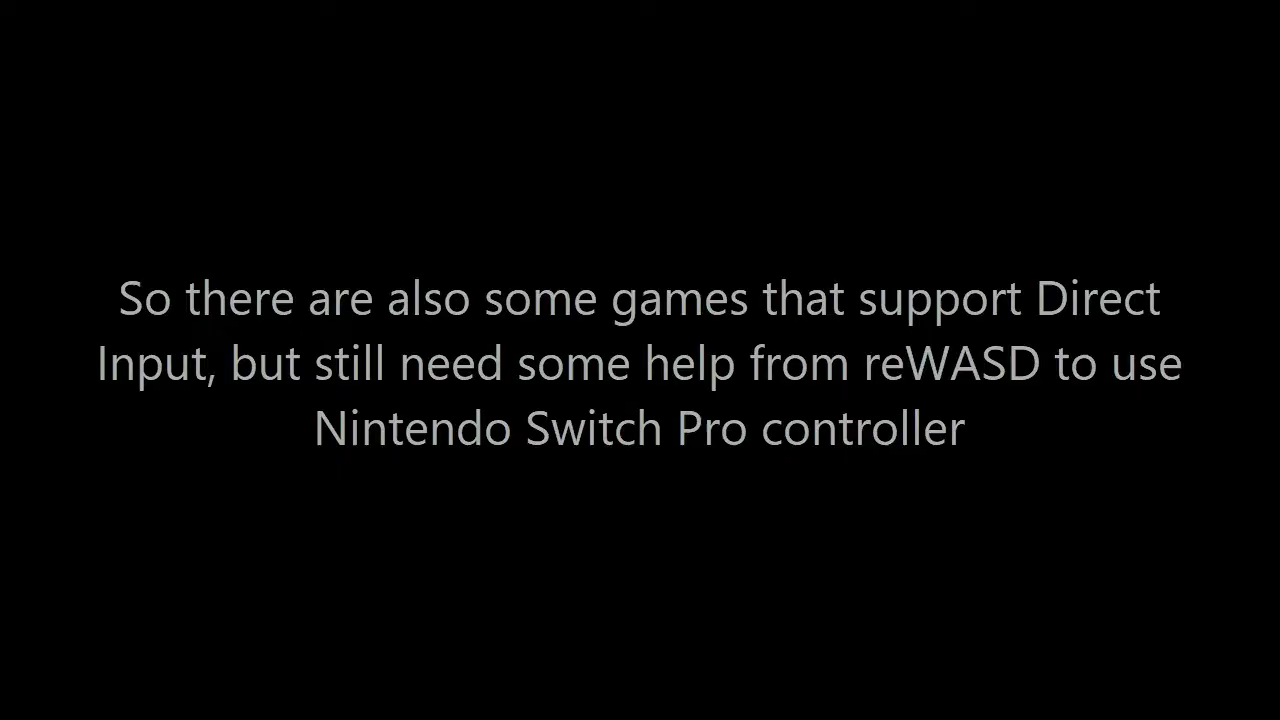 So there are also some games that support Direct
Input, but still need some help from reWASD to use
Nintendo Switch Pro controller